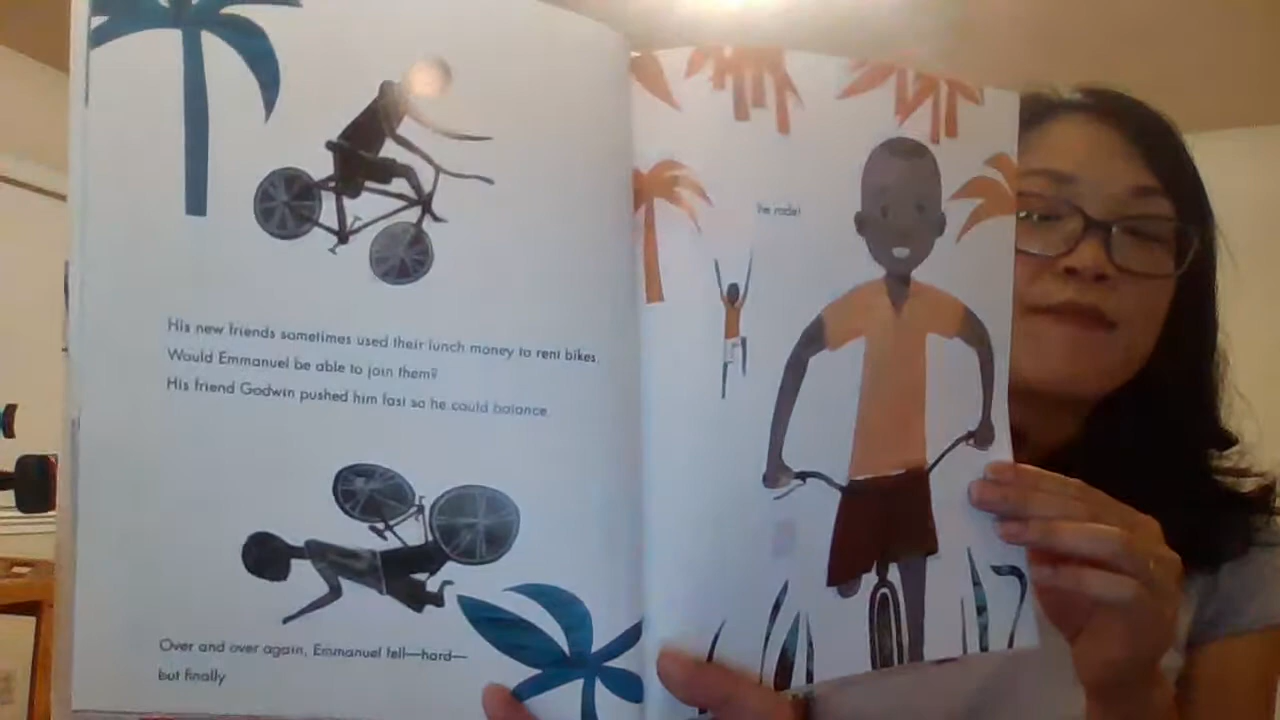 His new friends sometimes used their lunch money to rent bikes.
Would Emmanuel be able to join them?
His friend Godwin pushed him fast so he could balance.
Over and over again, Emmanuel fell—hard—
but finally
he rode!